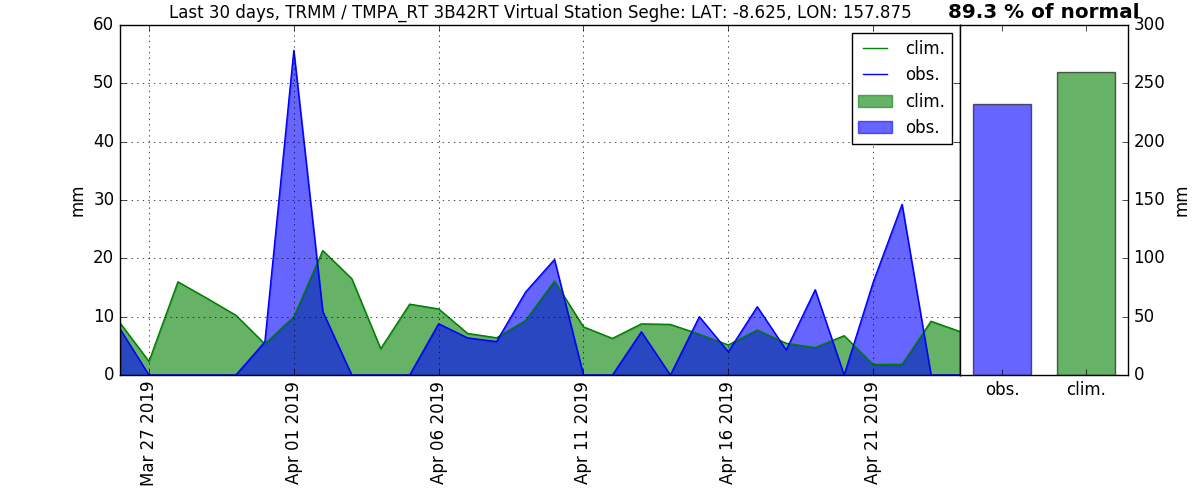 Last 30 days, TRMM / TMPA_RT 3B42RT Virtual Station Seghe: LAT: -8.625, LON: 157.875
89.3 % of normal
60
50
40
30
20
10
0
mm
clim.
obs.
clim.
obs.
300
250
200
150
100
50
0
mm
Mar 27 2019
Apr 01 2019
Apr 06 2019
Apr 11 2019
Apr 16 2019
Apr 21 2019
obs.
clim.